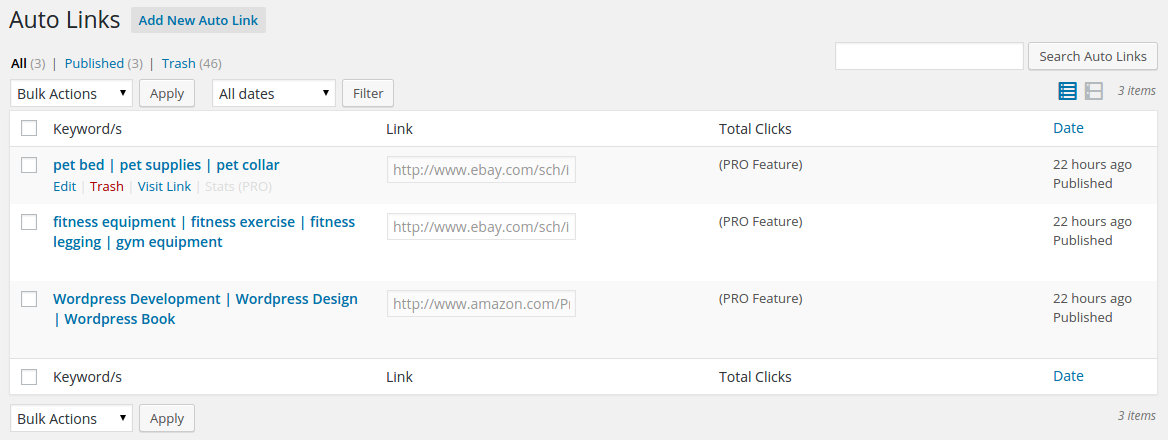 Auto Links Add New Auto Link
All (3) | Published (3) | Trash (46)
Search Auto Links
Bulk Actions Apply All dates Filter 3 items
Keyword/s Link Total Clicks Date
pet bed | pet supplies | pet collar http://www.ebay.com/sch/i (PRO Feature) 22 hours ago
Edit | Trash | Visit Link | Stats (PRO) Published
fitness equipment | fitness exercise | fitness http://www.ebay.com/sch/i (PRO Feature) 22 hours ago
legging | gym equipment Published
Wordpress Development | Wordpress Design http://www.amazon.com/P (PRO Feature) 22 hours ago
| Wordpress Book Published
Keyword/s Link Total Clicks Date
Bulk Actions Apply 3 items